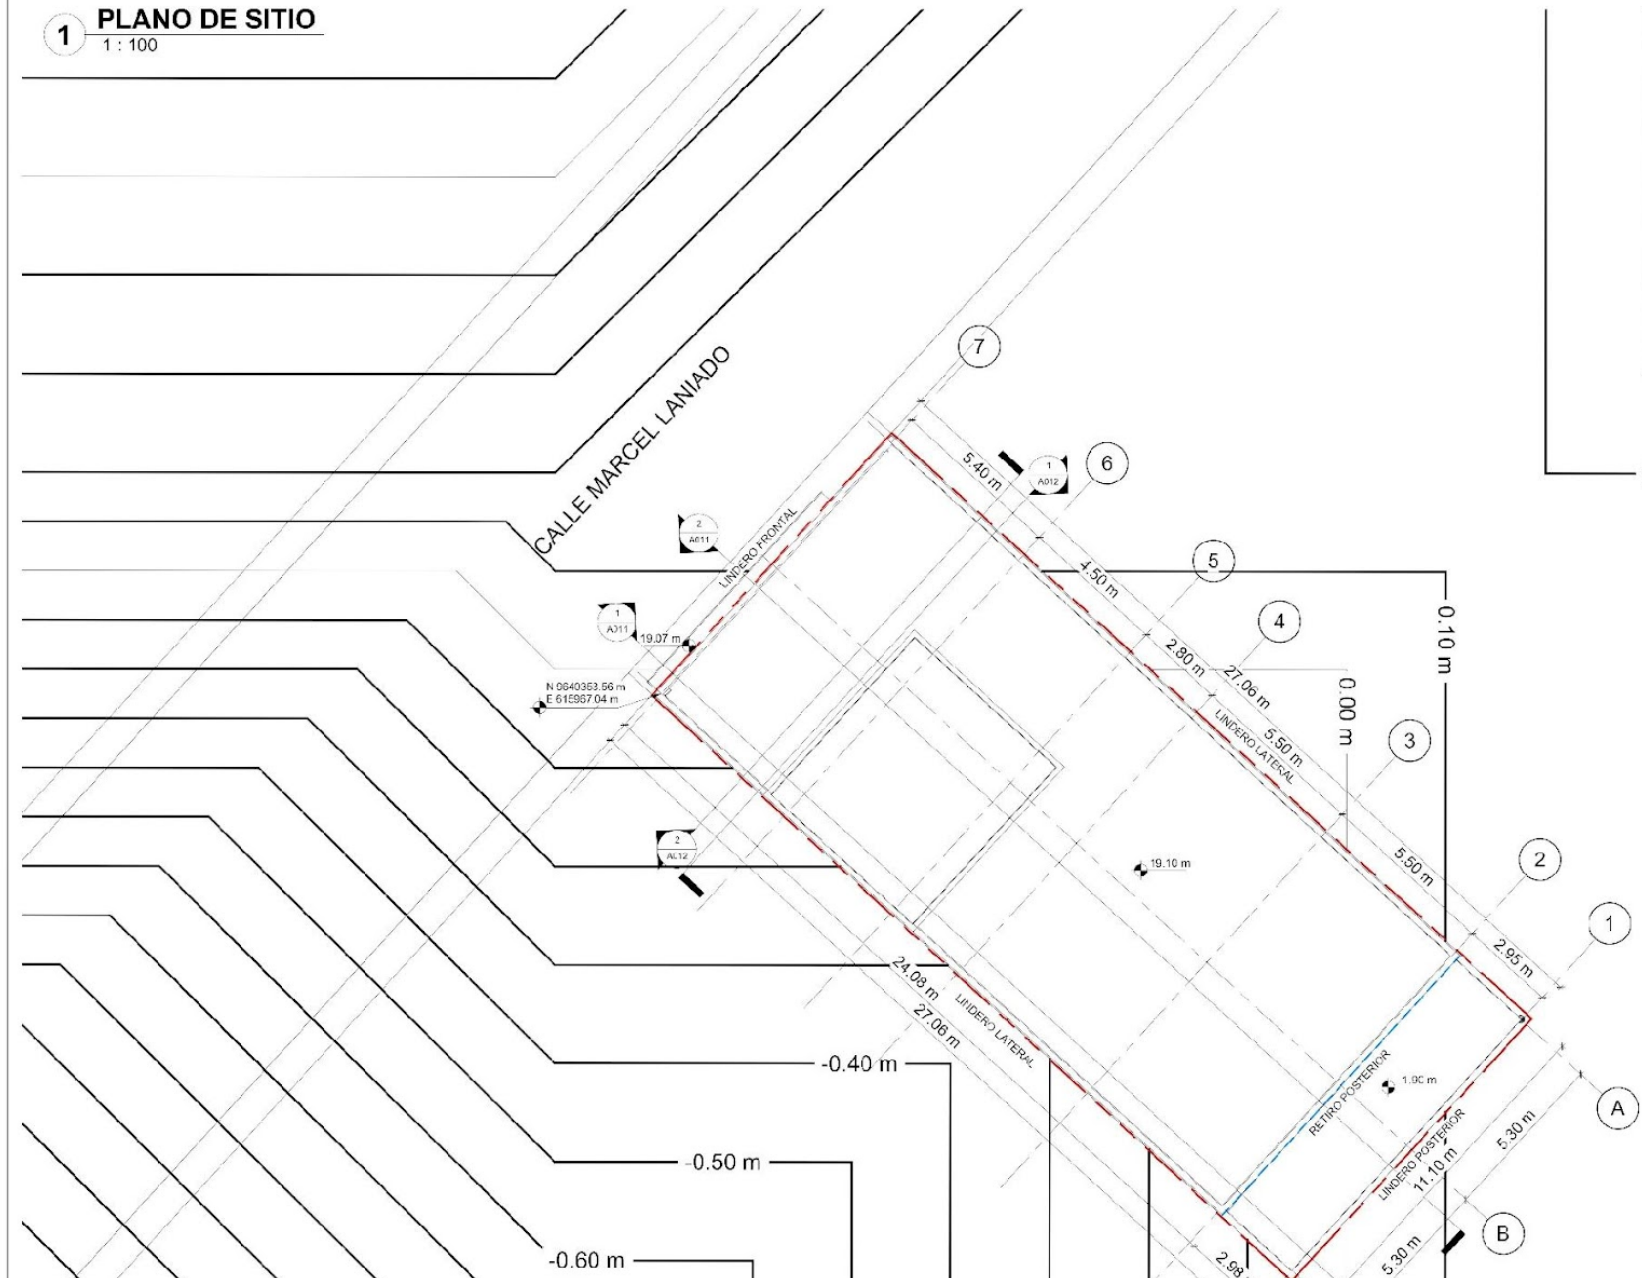 1
PLANO DE SITIO
1 : 100
7
CALLE MARCEL LANIADO
5.40 m
1
A012
6
2
A011
LINDERO FRONTAL
4.50 m
5
1
A011
19.07 m
2.80 m
4
0.10 m
N 9640353.56 m
E 615967.04 m
27.06 m
0.00 m
LINDERO LATERAL
5.50 m
3
2
A012
19.10 m
5.50 m
2
2.95 m
1
24.08 m
LINDERO LATERAL
27.06 m
-0.40 m
RETIRO POSTERIOR
A
LINDERO POSTERIOR
5.30 m
11.10 m
-0.50 m
B
5.30 m
-0.60 m
2.98